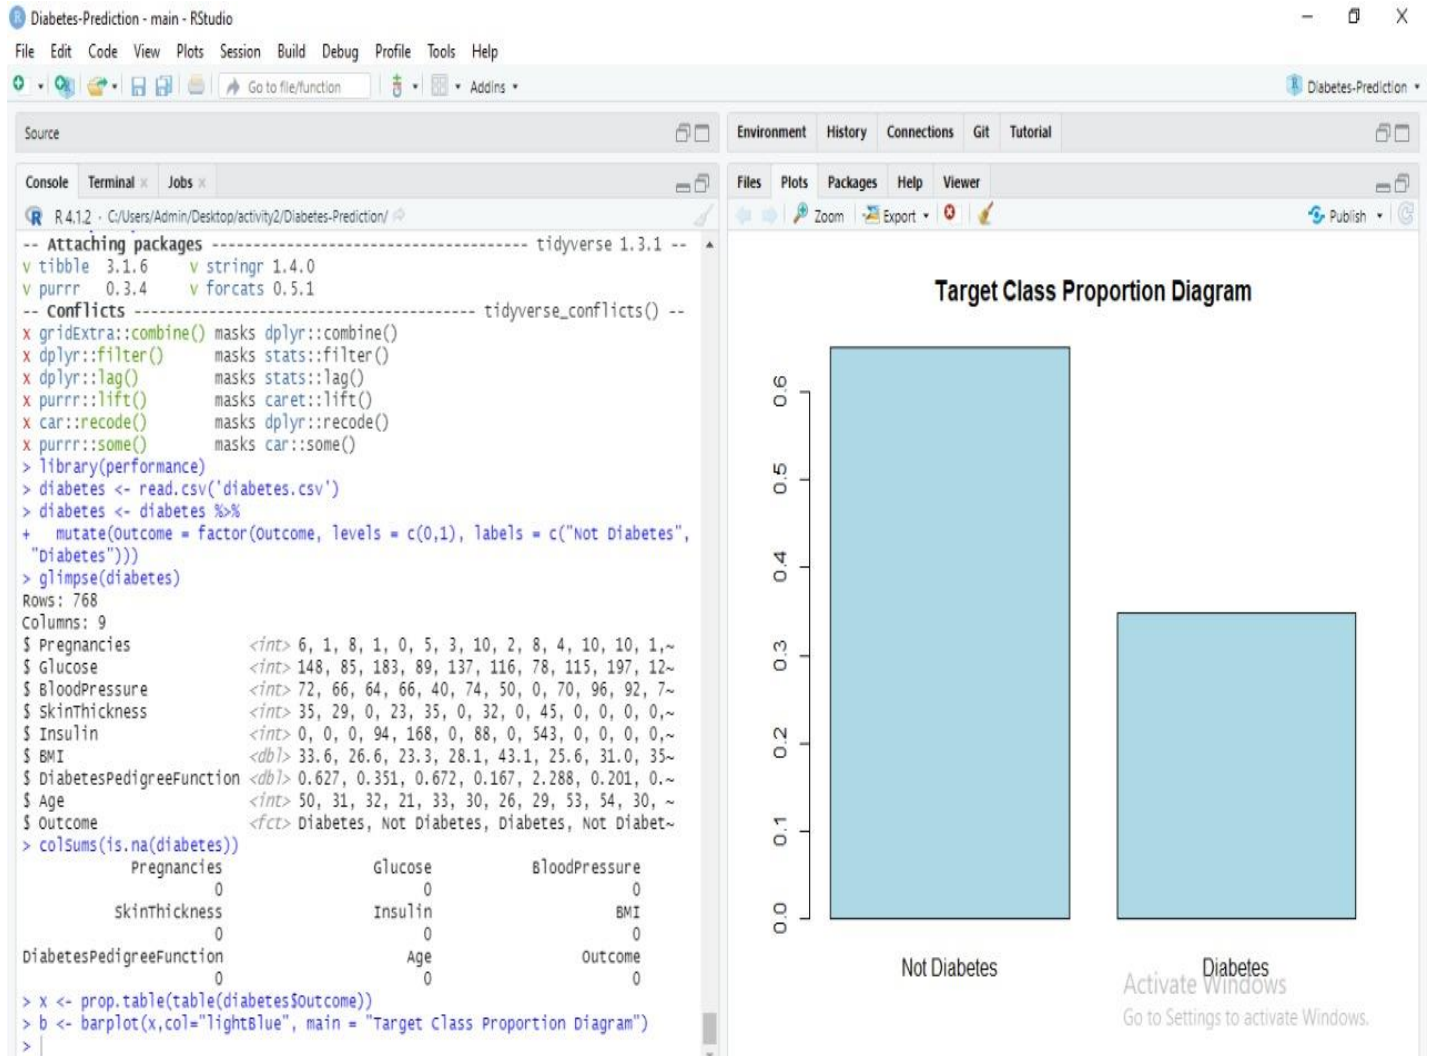 Diabetes-Prediction - main - RStudio
File Edit Code View Plots Session Build Debug Profile Tools Help
Go to file/function Addins Diabetes-Prediction
Source
Console Terminal Jobs
R 4.1.2 · C:/Users/Admin/Desktop/activity2/Diabetes-Prediction/
-- Attaching packages ------------------------------------- tidyverse 1.3.1 --
v tibble 3.1.6 v stringr 1.4.0
v purrr 0.3.4 v forcats 0.5.1
-- Conflicts ---------------------------------------- tidyverse_conflicts() --
x gridExtra::combine() masks dplyr::combine()
x dplyr::filter() masks stats::filter()
x dplyr::lag() masks stats::lag()
x purrr::lift() masks caret::lift()
x car::recode() masks dplyr::recode()
x purrr::some() masks car::some()
> library(performance)
> diabetes <- read.csv('diabetes.csv')
> diabetes <- diabetes %>%
+ mutate(Outcome = factor(Outcome, levels = c(0,1), labels = c("Not Diabetes",
"Diabetes")))
> glimpse(diabetes)
Rows: 768
Columns: 9
$ Pregnancies <int> 6, 1, 8, 1, 0, 5, 3, 10, 2, 8, 4, 10, 10, 1,~
$ Glucose <int> 148, 85, 183, 89, 137, 116, 78, 115, 197, 12~
$ BloodPressure <int> 72, 66, 64, 66, 40, 74, 50, 0, 70, 96, 92, 7~
$ SkinThickness <int> 35, 29, 0, 23, 35, 0, 32, 0, 45, 0, 0, 0, 0,~
$ Insulin <int> 0, 0, 0, 94, 168, 0, 88, 0, 543, 0, 0, 0, 0,~
$ BMI <dbl> 33.6, 26.6, 23.3, 28.1, 43.1, 25.6, 31.0, 35~
$ DiabetesPedigreeFunction <dbl> 0.627, 0.351, 0.672, 0.167, 2.288, 0.201, 0.~
$ Age <int> 50, 31, 32, 21, 33, 30, 26, 29, 53, 54, 30, ~
$ Outcome <fct> Diabetes, Not Diabetes, Diabetes, Not Diabet~
> colSums(is.na(diabetes))
Pregnancies Glucose BloodPressure
0 0 0
SkinThickness Insulin BMI
0 0 0
DiabetesPedigreeFunction Age Outcome
0 0 0
> x <- prop.table(table(diabetes$Outcome))
> b <- barplot(x,col="lightBlue", main = "Target Class Proportion Diagram")
>
Environment History Connections Git Tutorial
Files Plots Packages Help Viewer
Zoom Export Publish
Target Class Proportion Diagram
0.6
0.5
0.4
0.3
0.2
0.1
0.0
Not Diabetes Diabetes
Activate Windows
Go to Settings to activate Windows.